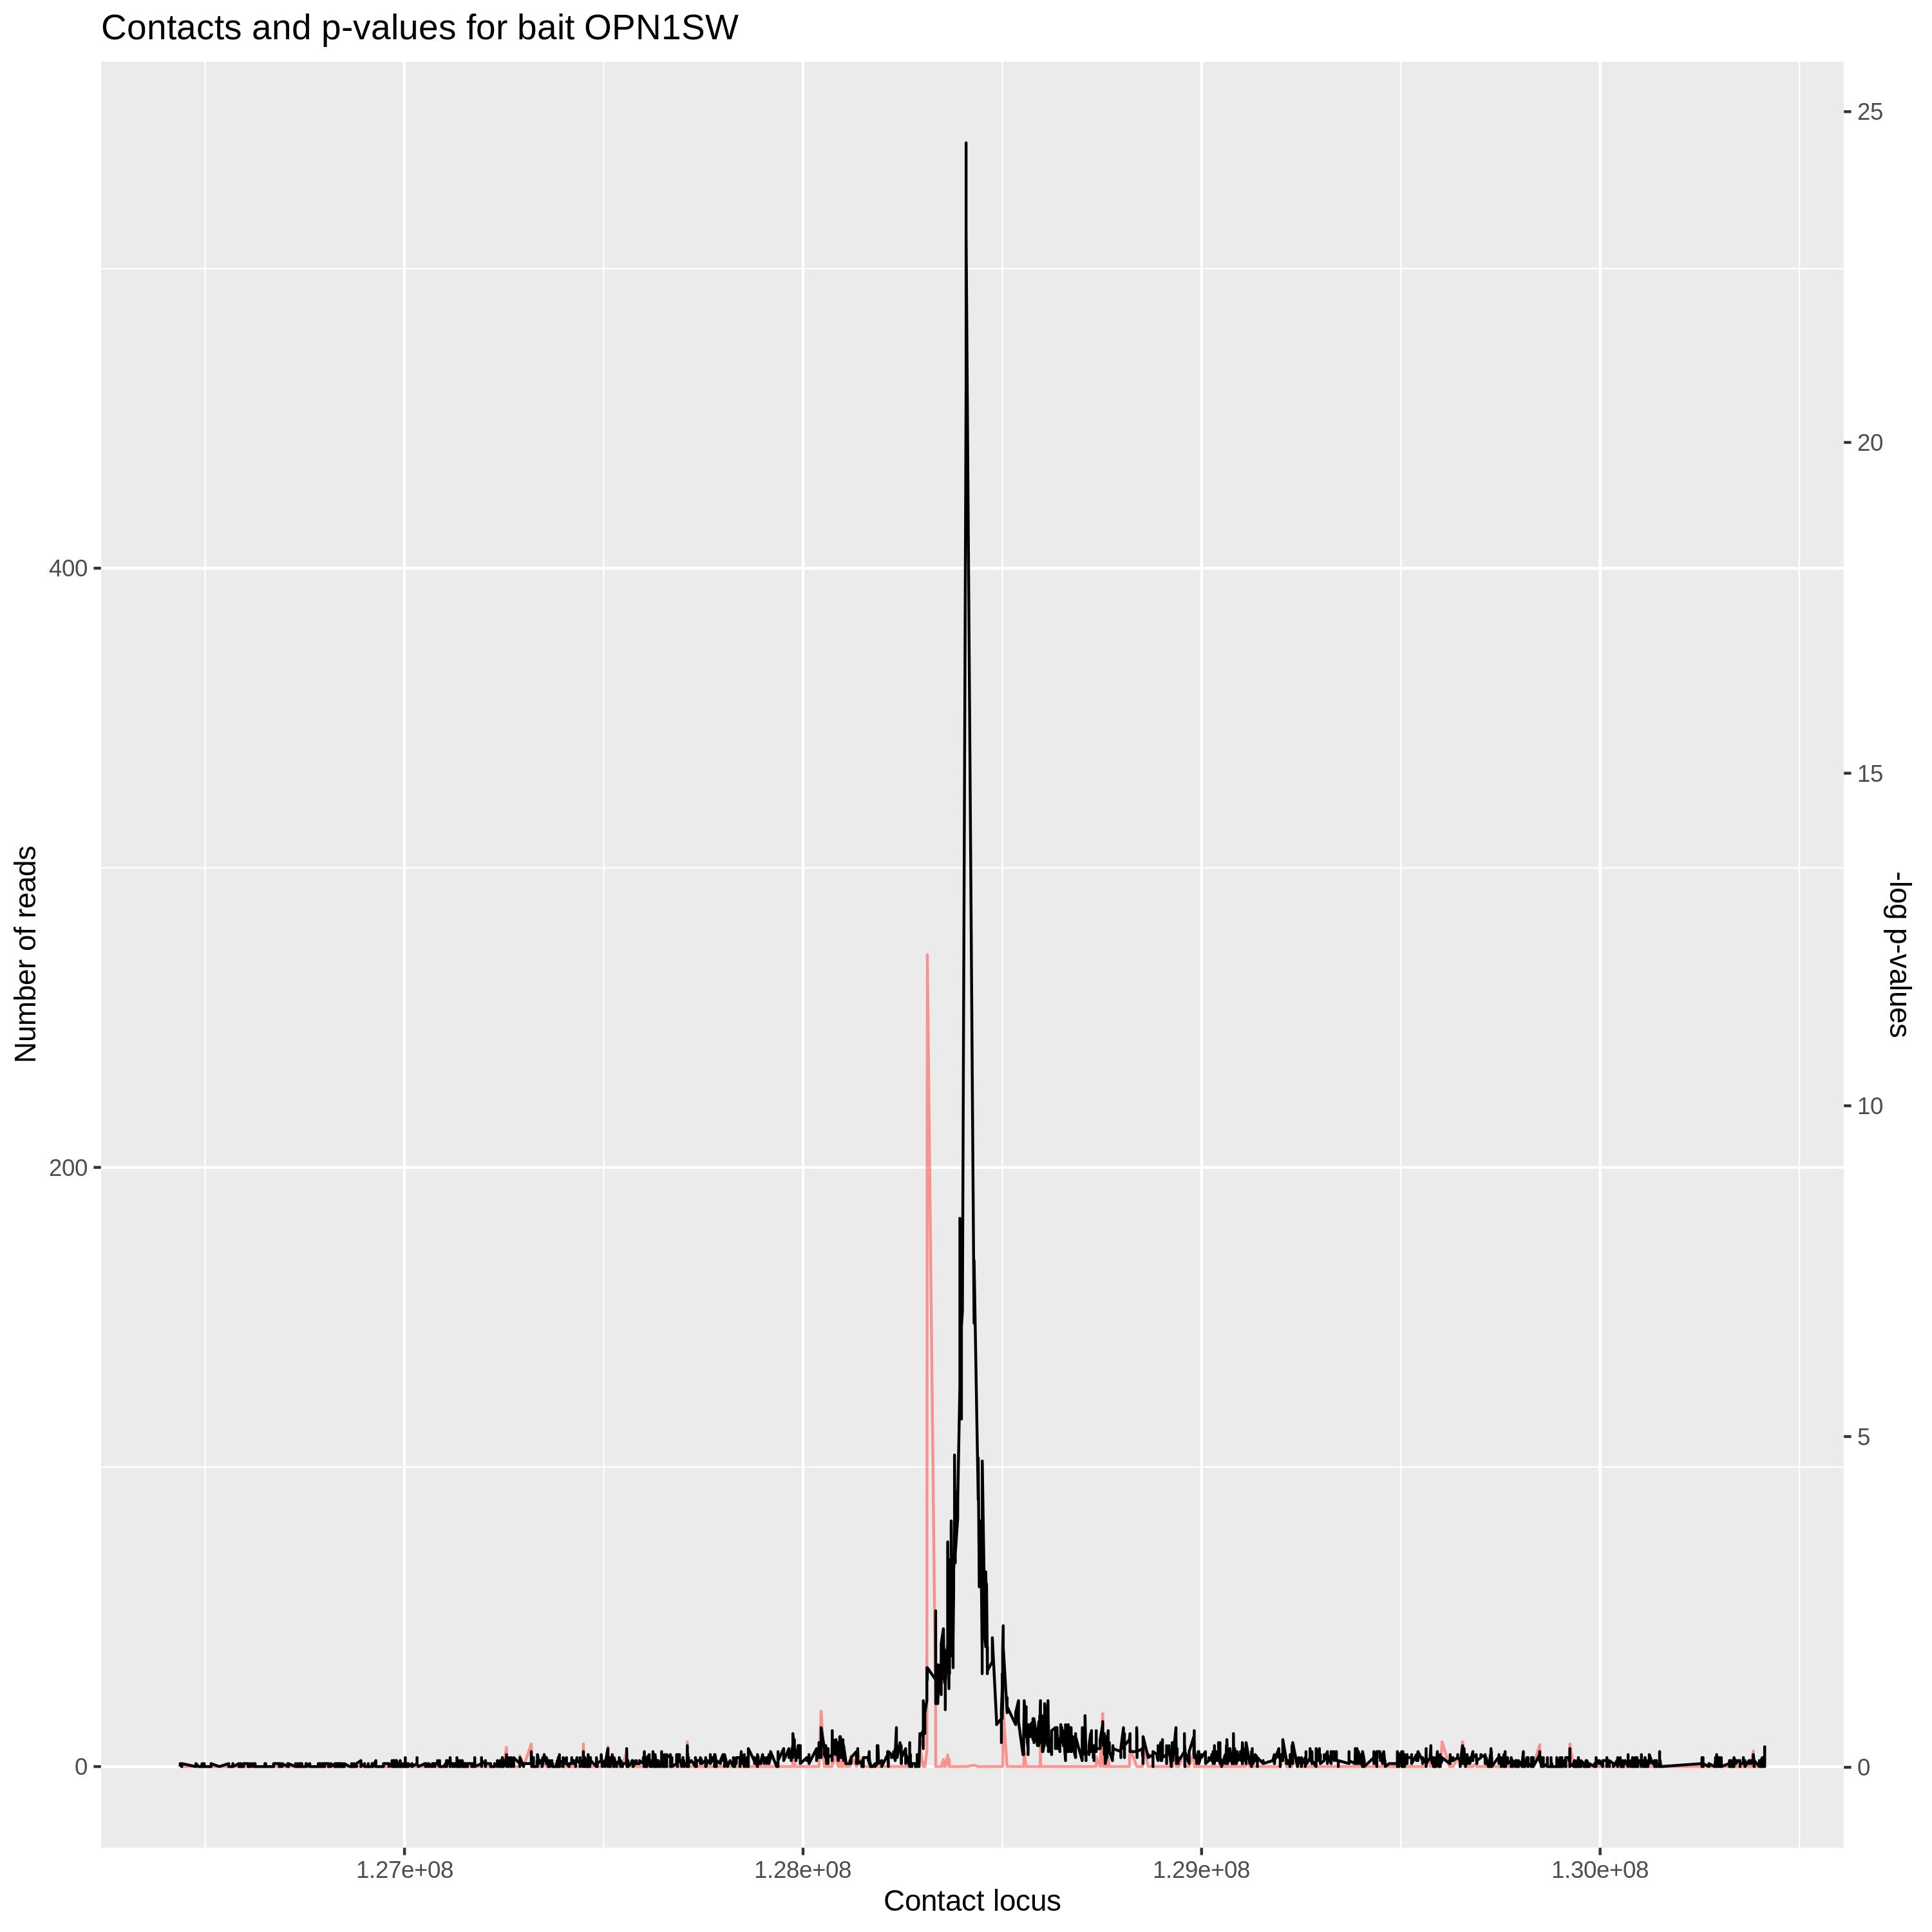 Contacts and p-values for bait OPN1SW
25
20
400
15
Number of reads
-log p-values
10
200
5
0
0
1.27e+08
1.28e+08
1.29e+08
1.30e+08
Contact locus